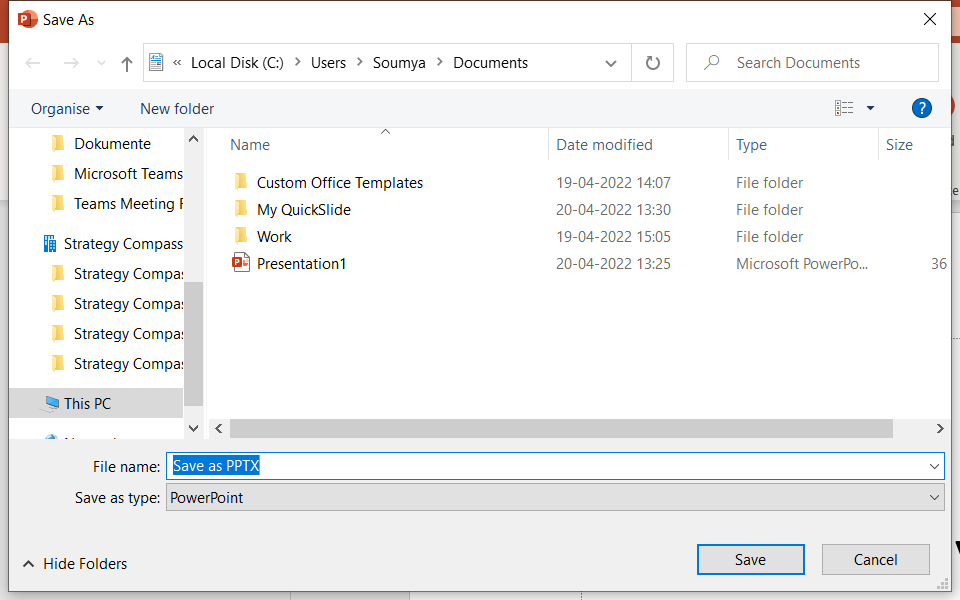 Save As
« Local Disk (C:) > Users > Soumya > Documents
Search Documents
Organise
New folder
?
Name
Date modified
Type
Size
Dokumente
Microsoft Teams
Teams Meeting
Strategy Compass
Strategy Compas
Strategy Compas
Strategy Compas
Strategy Compas
This PC
Custom Office Templates 19-04-2022 14:07 File folder
My QuickSlide 20-04-2022 13:30 File folder
Work 19-04-2022 15:05 File folder
Presentation1 20-04-2022 13:25 Microsoft PowerPo... 36
File name: Save as PPTX
Save as type: PowerPoint
Hide Folders
Save
Cancel